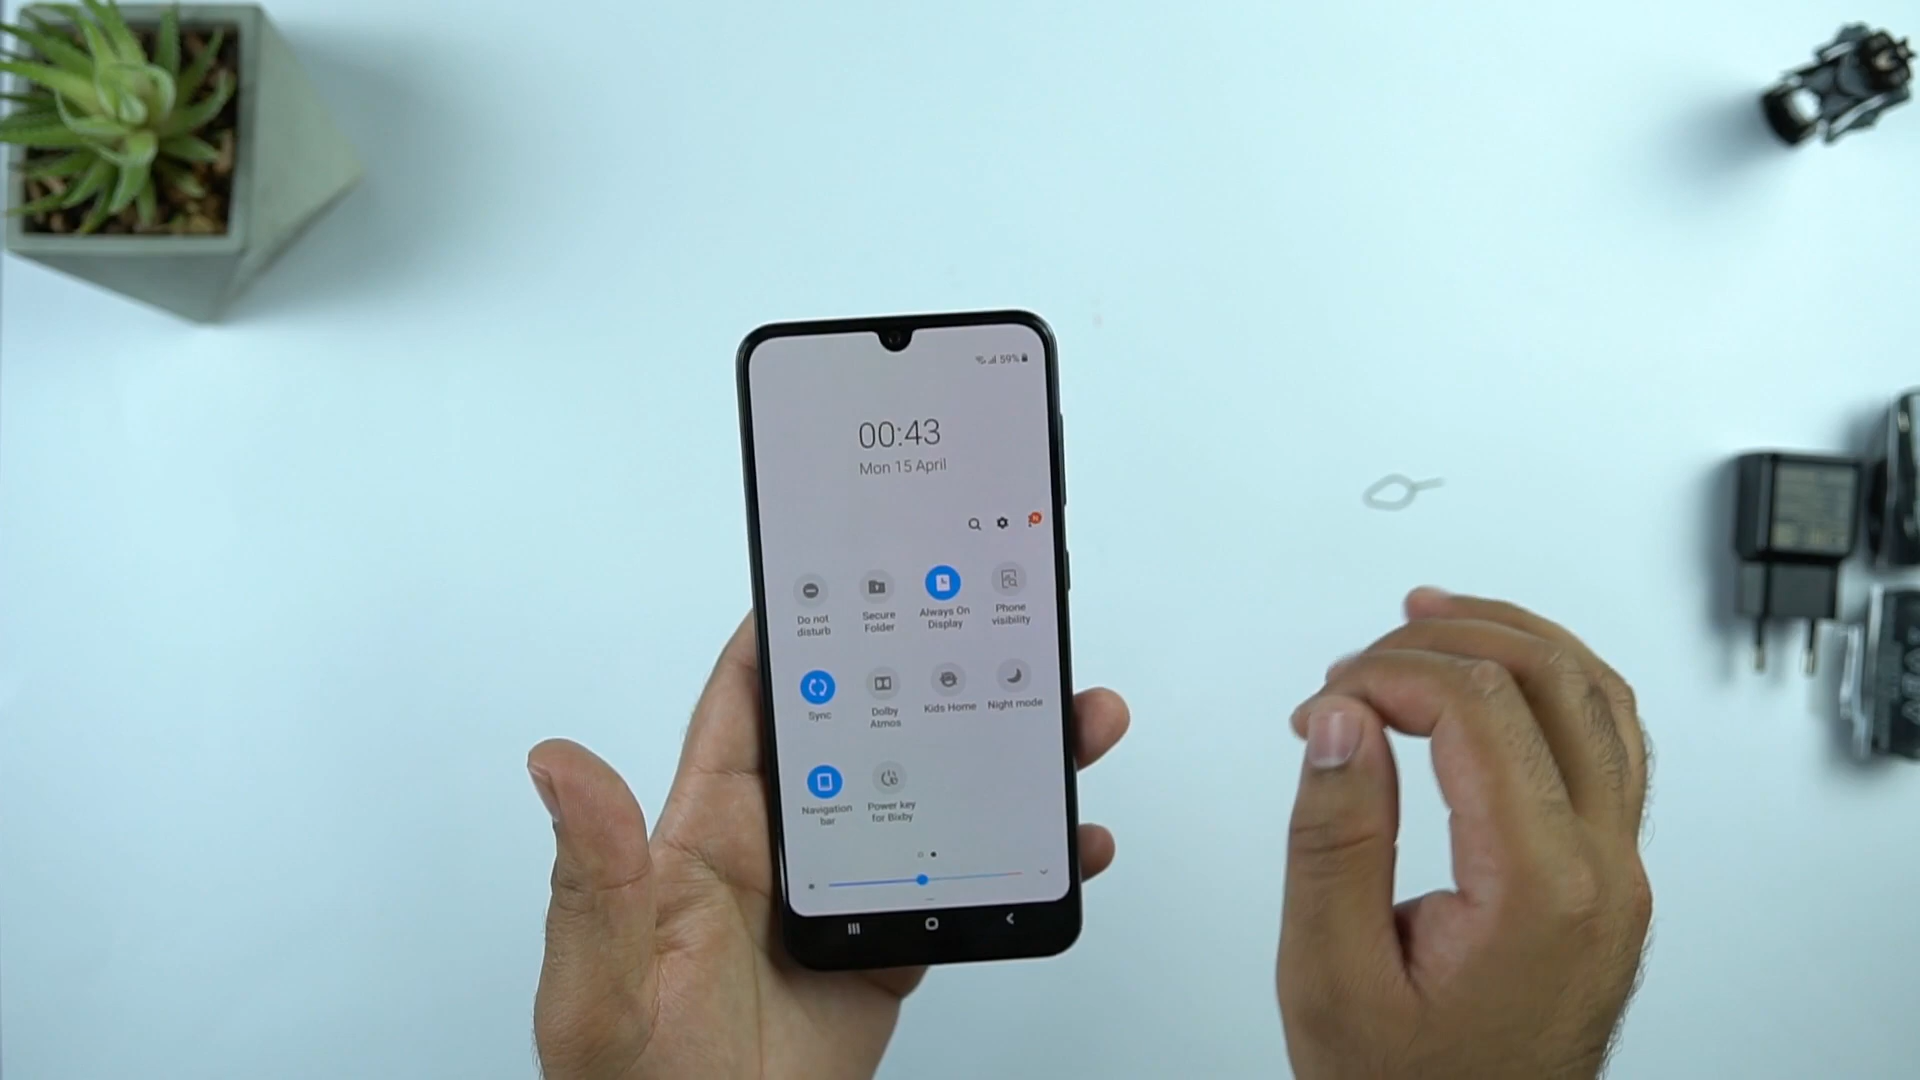 59%
00:43
Mon 15 April
Do not
disturb
Secure
Folder
Always On
Display
Phone
visibility
Sync
Dolby
Atmos
Kids Home
Night mode
Navigation
bar
Power key
for Bixby